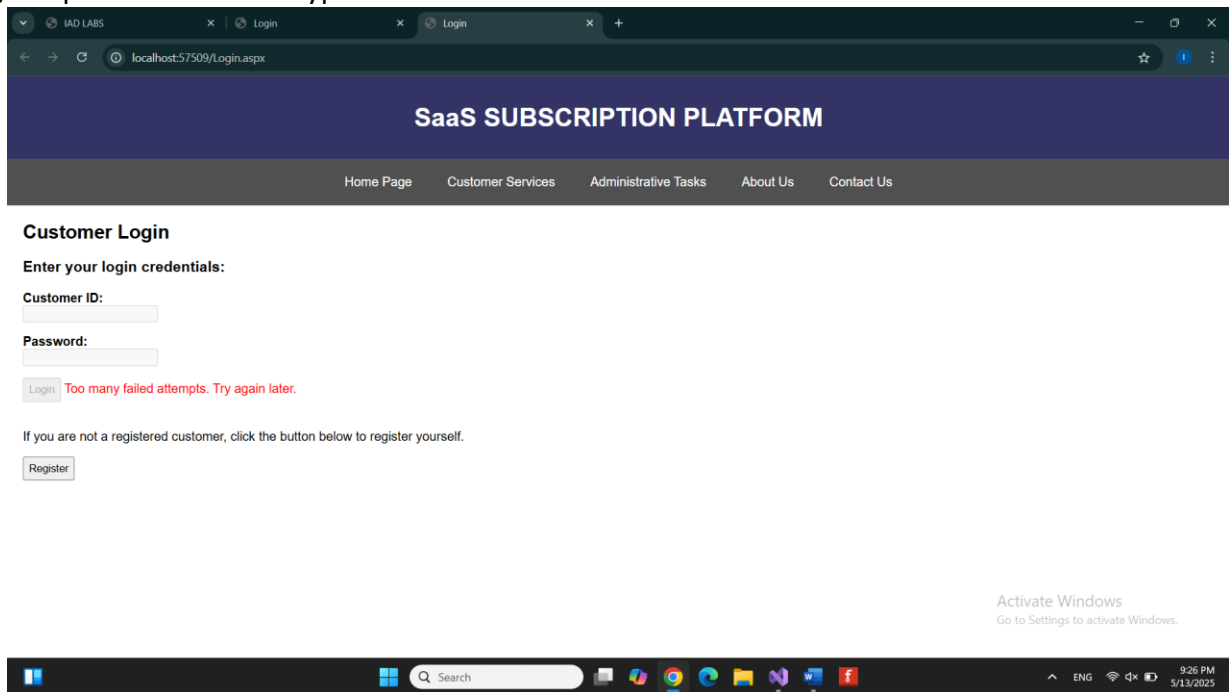 IAD LABS
Login
Login
localhost:57509/Login.aspx
SaaS SUBSCRIPTION PLATFORM
Home Page Customer Services Administrative Tasks About Us Contact Us
Customer Login
Enter your login credentials:
Customer ID:
Password:
Login Too many failed attempts. Try again later.
If you are not a registered customer, click the button below to register yourself.
Register
Activate Windows
Go to Settings to activate Windows.
Search
ENG
9:26 PM
5/13/2025